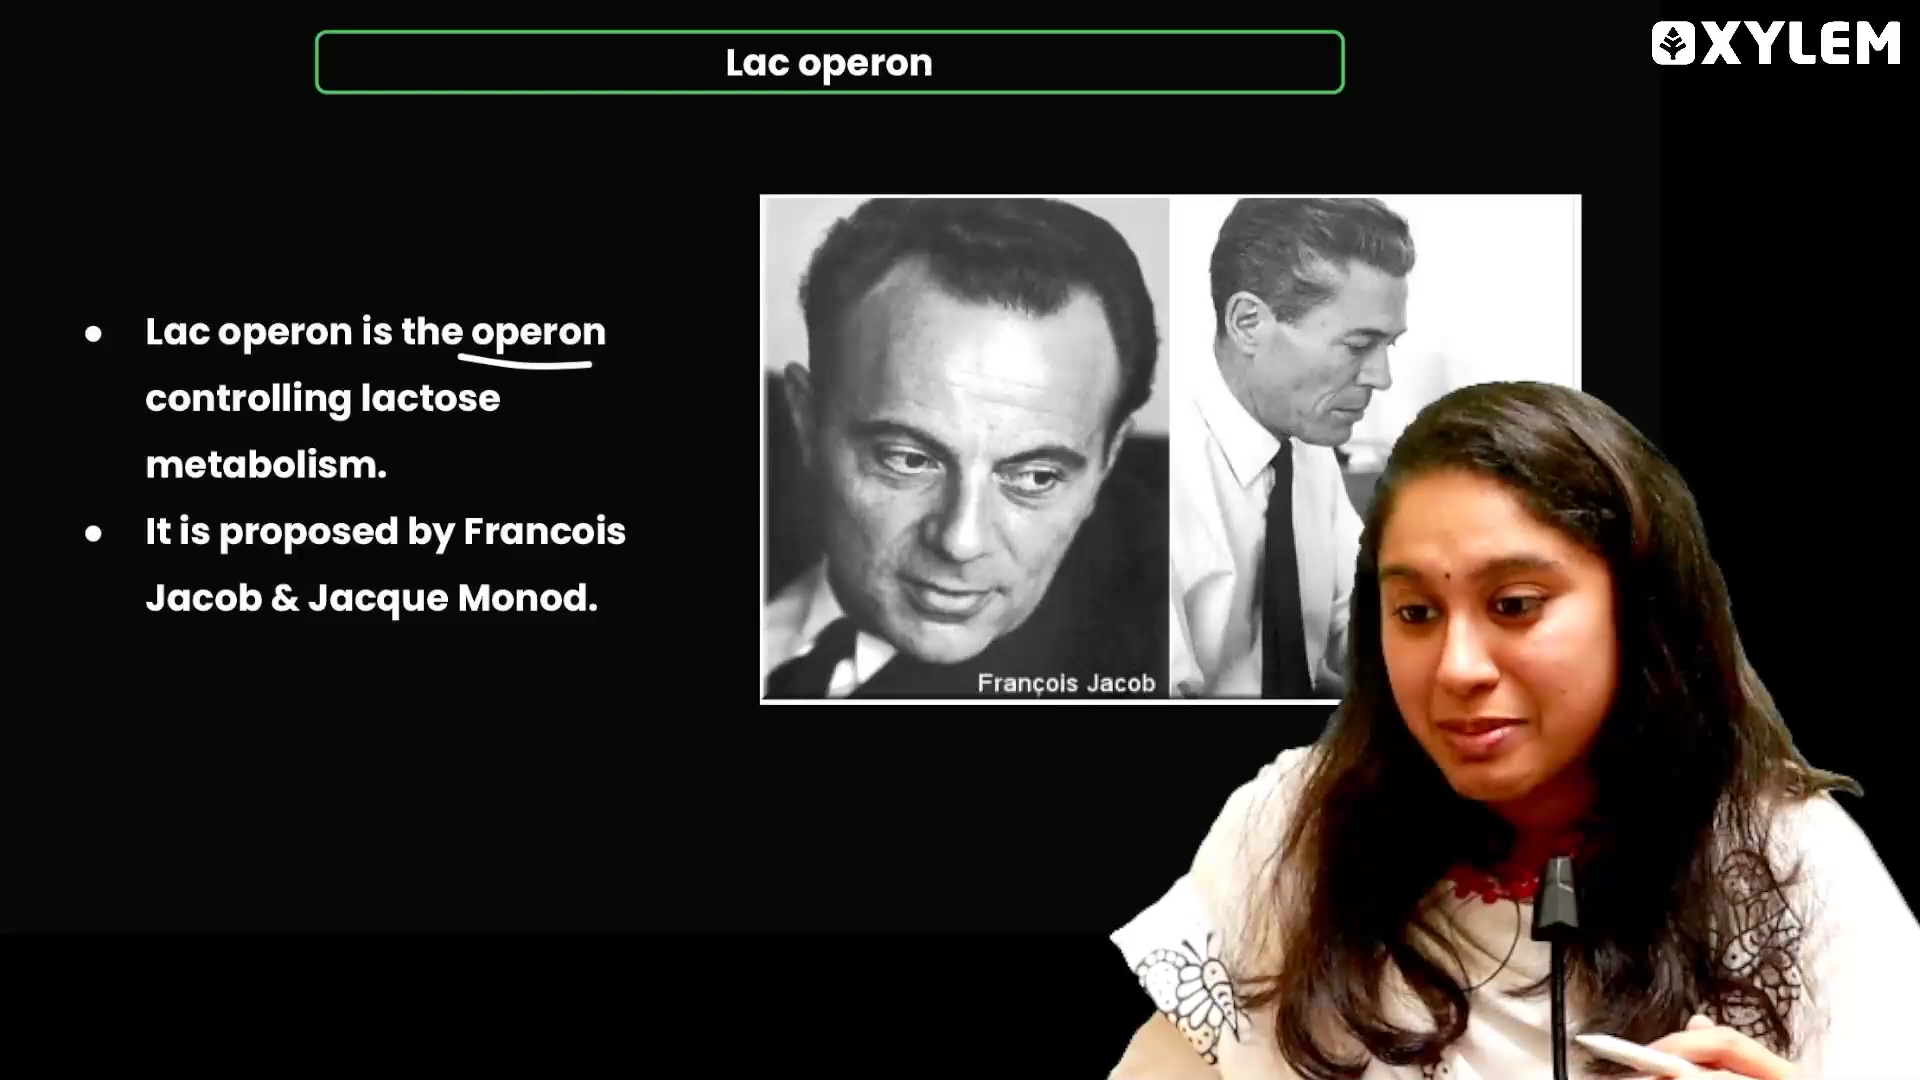 Lac operon
XYLEM
● Lac operon is the operon
controlling lactose
metabolism.
● It is proposed by Francois
Jacob & Jacque Monod.
François Jacob